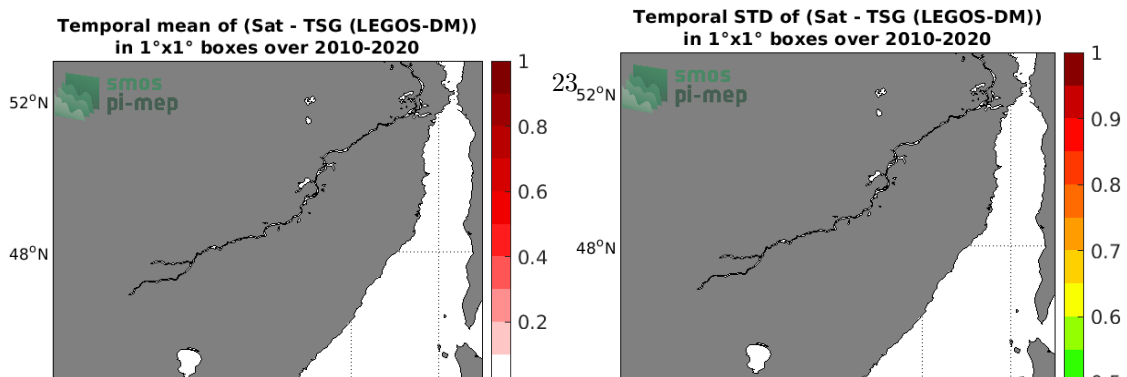 Temporal mean of (Sat - TSG (LEGOS-DM))
in 1°x1° boxes over 2010-2020
smos
pi-mep
52°N
48°N
1
0.8
0.6
0.4
0.2
23
Temporal STD of (Sat - TSG (LEGOS-DM))
in 1°x1° boxes over 2010-2020
smos
pi-mep
52°N
48°N
1
0.9
0.8
0.7
0.6